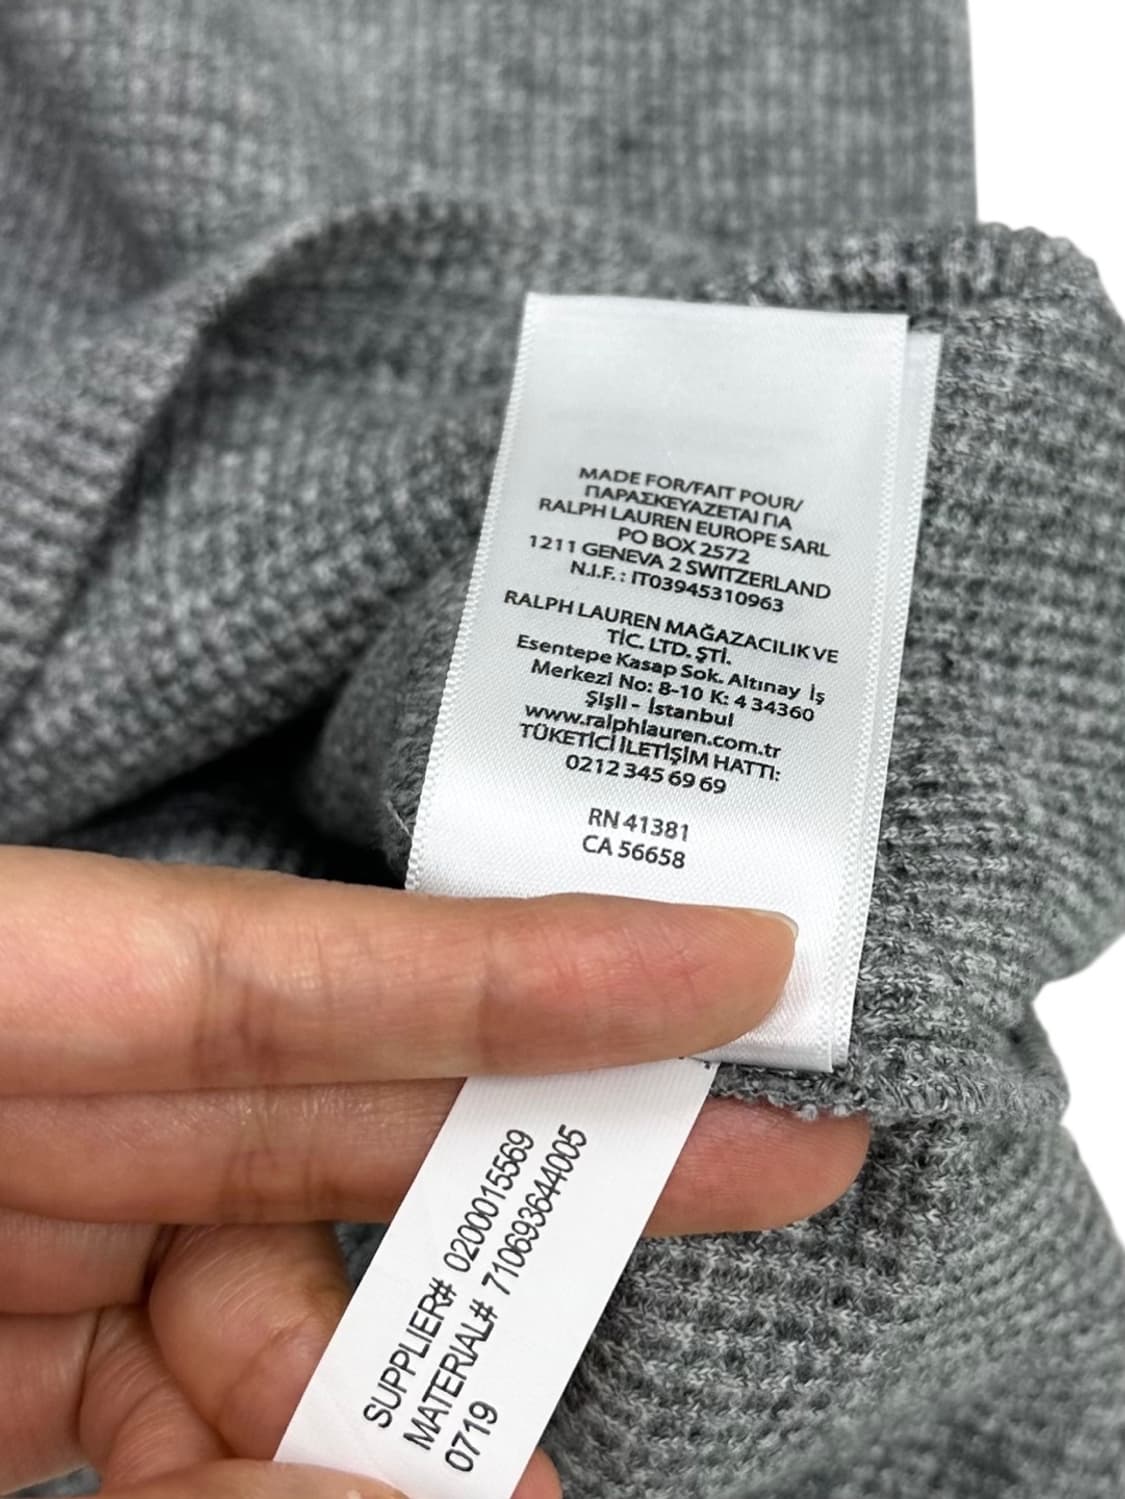 MADE FOR/FAIT POUR/
ΠΑΡΑΣΚΕΥΑΖΕΤΑΙ ΓΙΑ
RALPH LAUREN EUROPE SARL
PO BOX 2572
1211 GENEVA 2 SWITZERLAND
N.I.F. : IT03945310963
RALPH LAUREN MAĞAZACILIK VE
TİC. LTD. ŞTİ.
Esentepe Kasap Sok. Altınay İş
Merkezi No: 8-10 K: 4 34360
Şişli - İstanbul
www.ralphlauren.com.tr
TÜKETİCİ İLETİŞİM HATTI:
0212 345 69 69
RN 41381
CA 56658
SUPPLIER# 0200015569
MATERIAL# 710693644005
0719